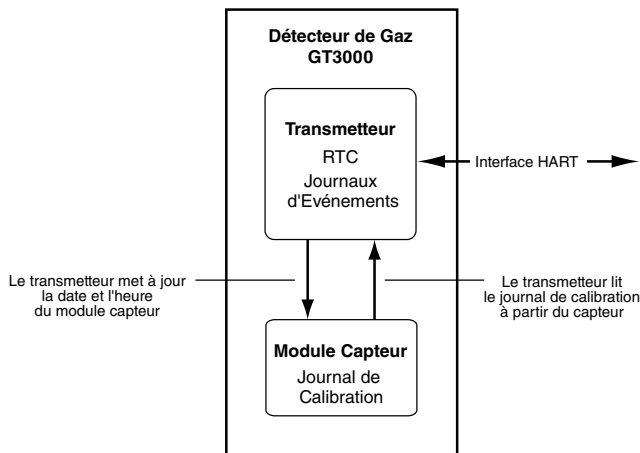 Détecteur de Gaz
GT3000
Transmetteur
RTC
Journaux
d'Evénements
Interface HART
Le transmetteur met à jour
la date et l'heure
du module capteur
Le transmetteur lit
le journal de calibration
à partir du capteur
Module Capteur
Journal de
Calibration